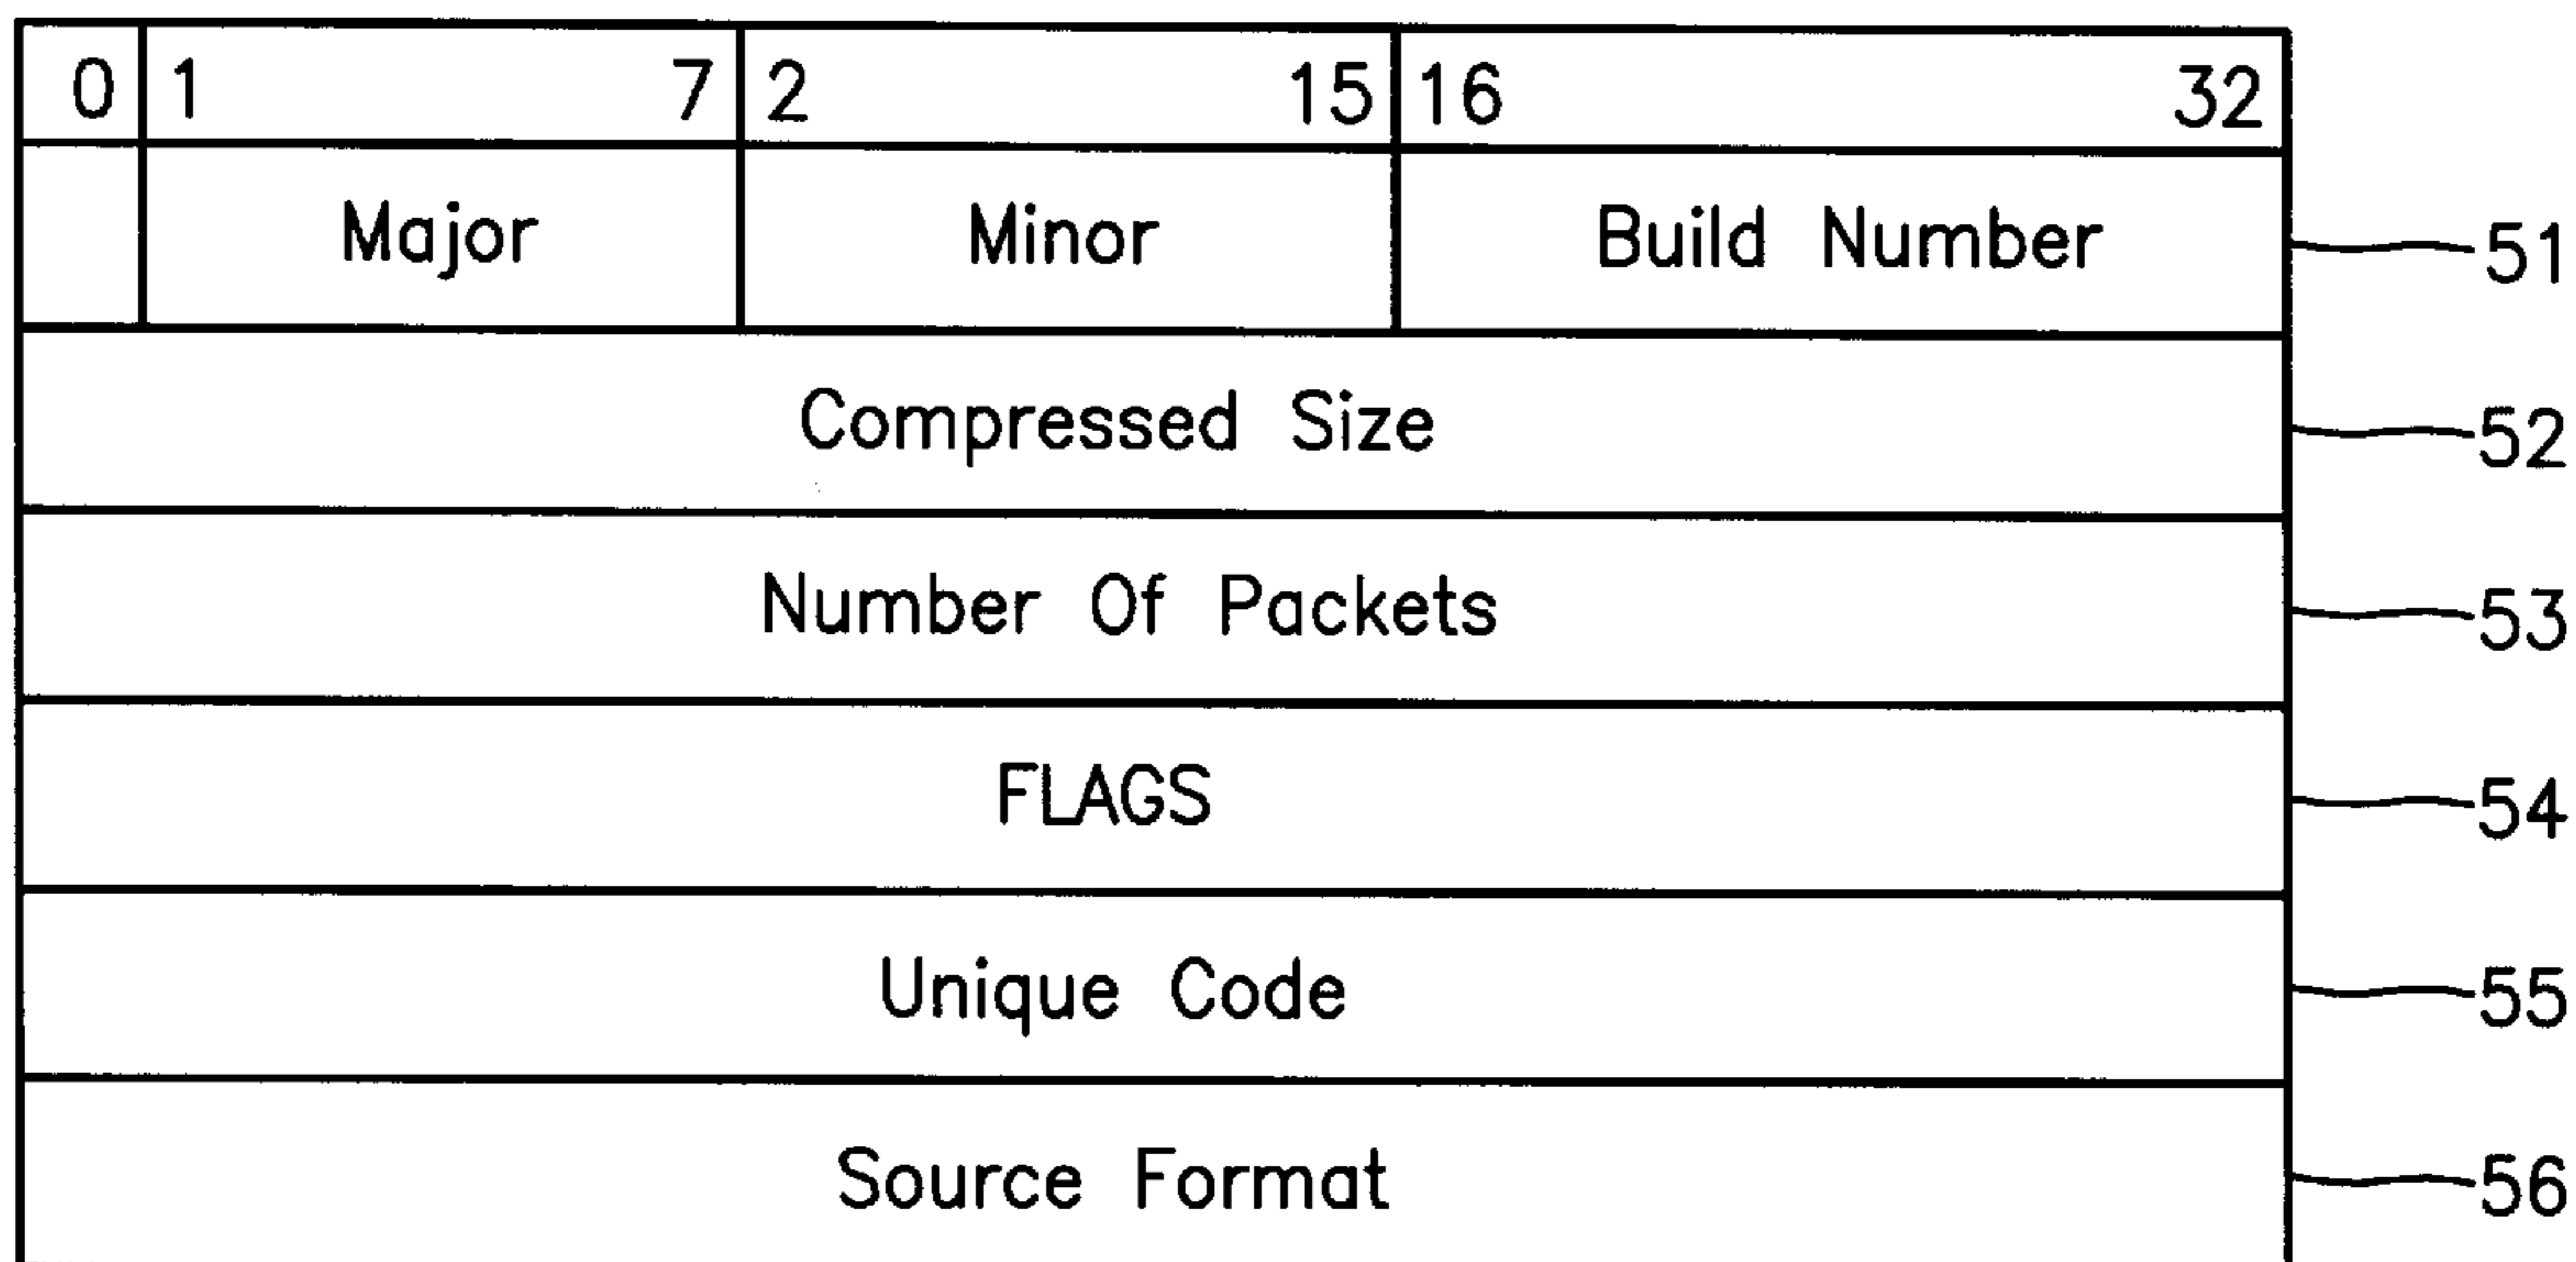 0 1 7 2 15 16 32
Major Minor Build Number 51
Compressed Size 52
Number Of Packets 53
FLAGS 54
Unique Code 55
Source Format 56